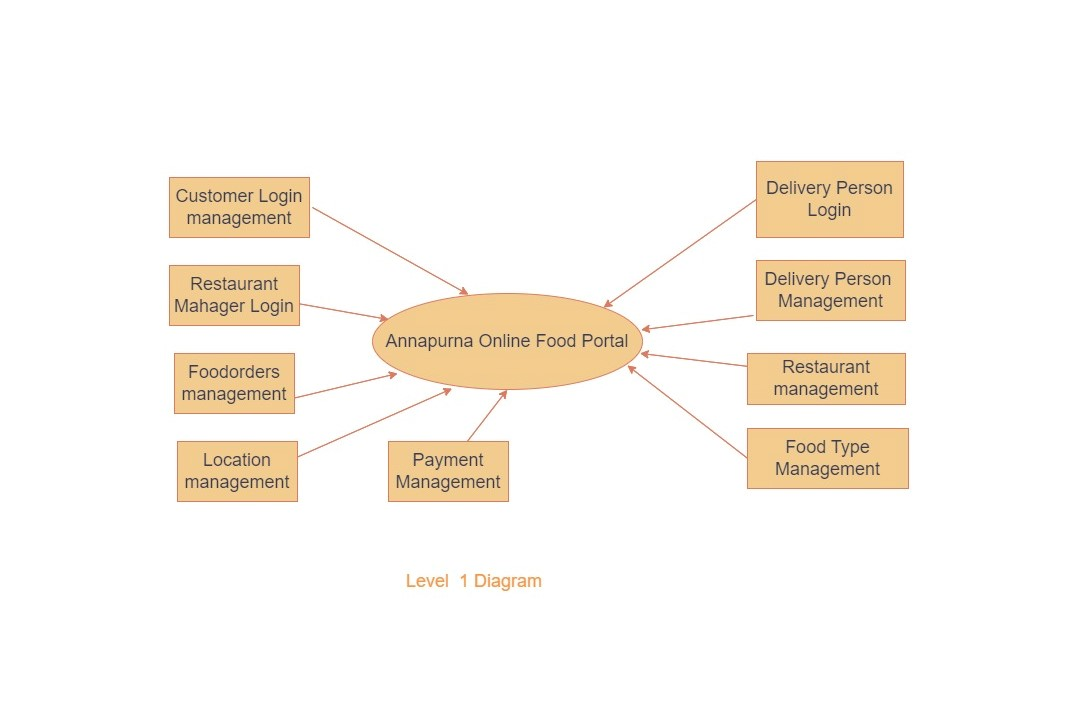 Customer Login
management
Restaurant
Mahager Login
Foodorders
management
Location
management
Payment
Management
Annapurna Online Food Portal
Delivery Person
Login
Delivery Person
Management
Restaurant
management
Food Type
Management
Level  1 Diagram